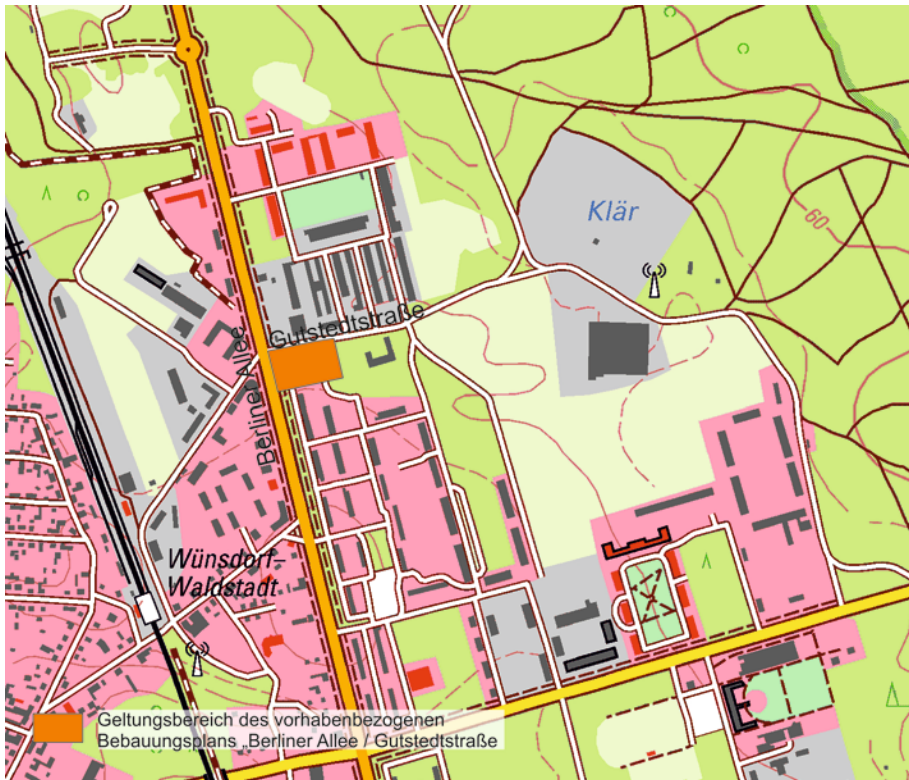 Klär
60
Gutstedtstraße
Berliner Allee
Wünsdorf-
Waldstadt
Geltungsbereich des vorhabenbezogenen
Bebauungsplans „Berliner Allee / Gutstedtstraße